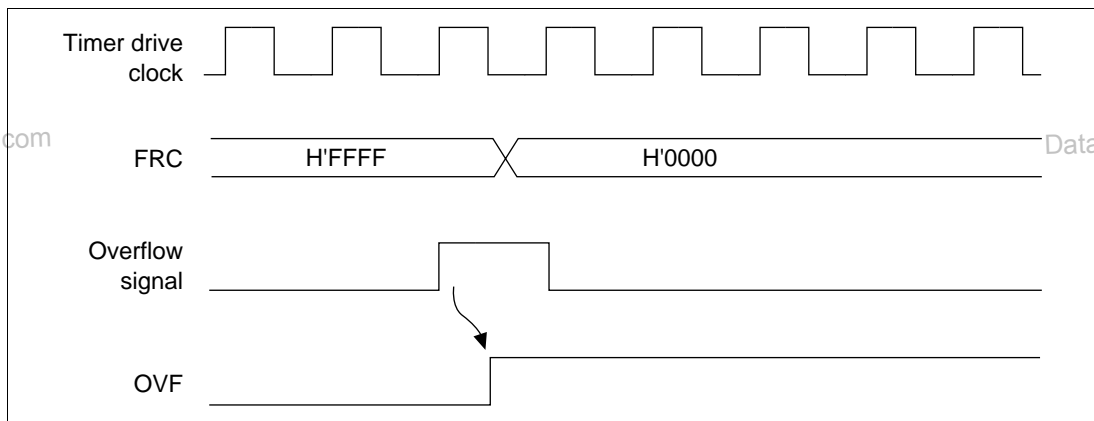 Timer drive
clock
com
FRC
H'FFFF
H'0000
Data
Overflow
signal
OVF